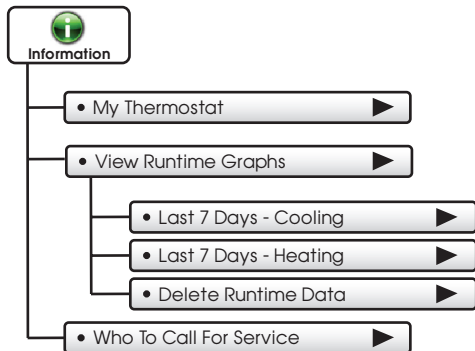 Information
• My Thermostat
• View Runtime Graphs
• Last 7 Days - Cooling
• Last 7 Days - Heating
• Delete Runtime Data
• Who To Call For Service